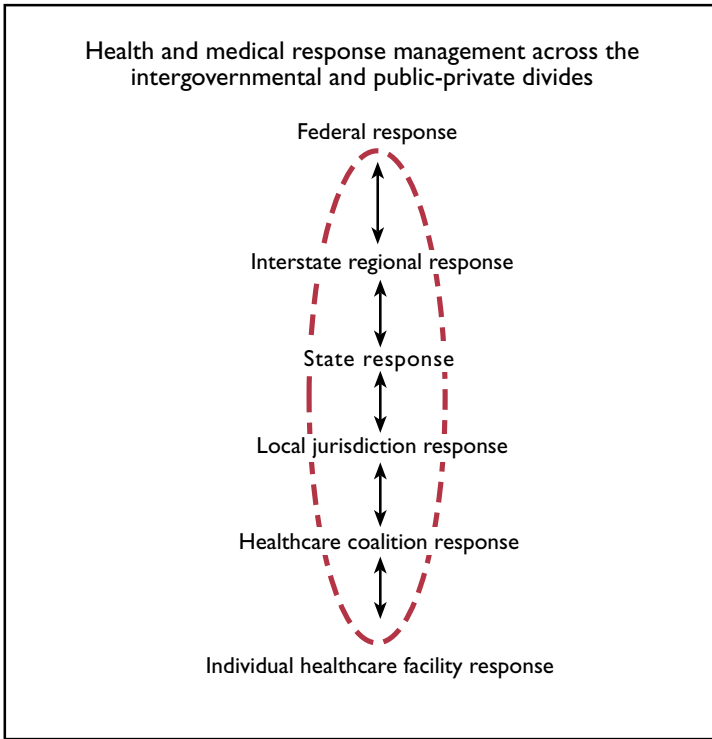 Health and medical response management across the
intergovernmental and public-private divides
Federal response
Interstate regional response
State response
Local jurisdiction response
Healthcare coalition response
Individual healthcare facility response